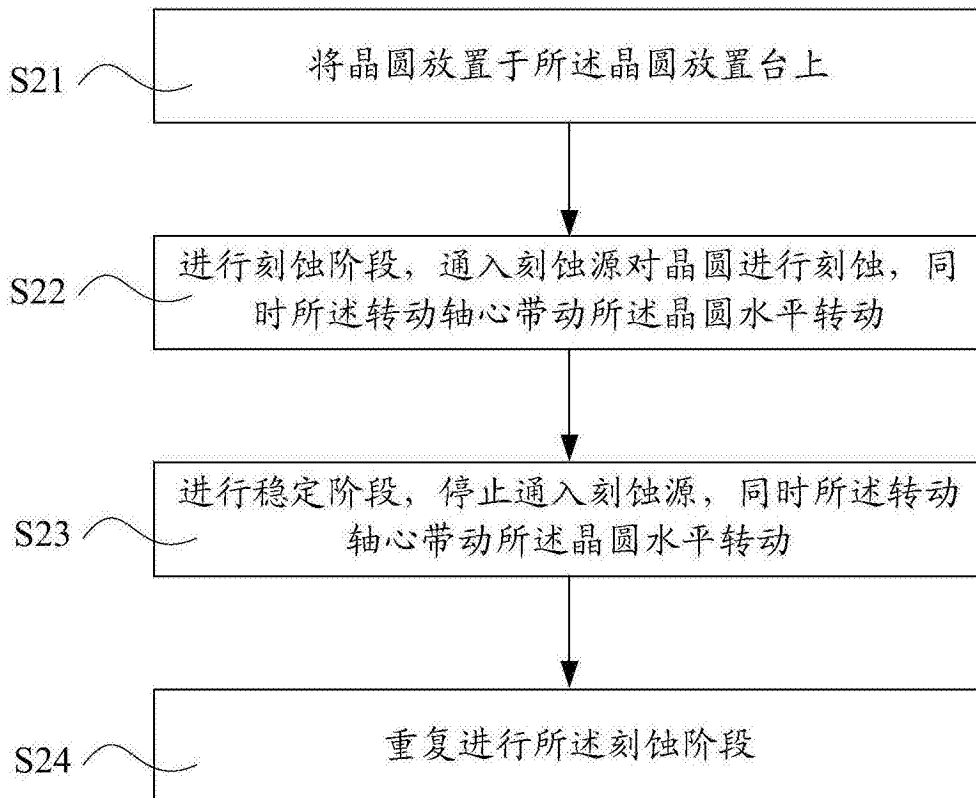 S21
将晶圆放置于所述晶圆放置台上
S22
进行刻蚀阶段，通入刻蚀源对晶圆进行刻蚀，同
时所述转动轴心带动所述晶圆水平转动
S23
进行稳定阶段，停止通入刻蚀源，同时所述转动
轴心带动所述晶圆水平转动
S24
重复进行所述刻蚀阶段